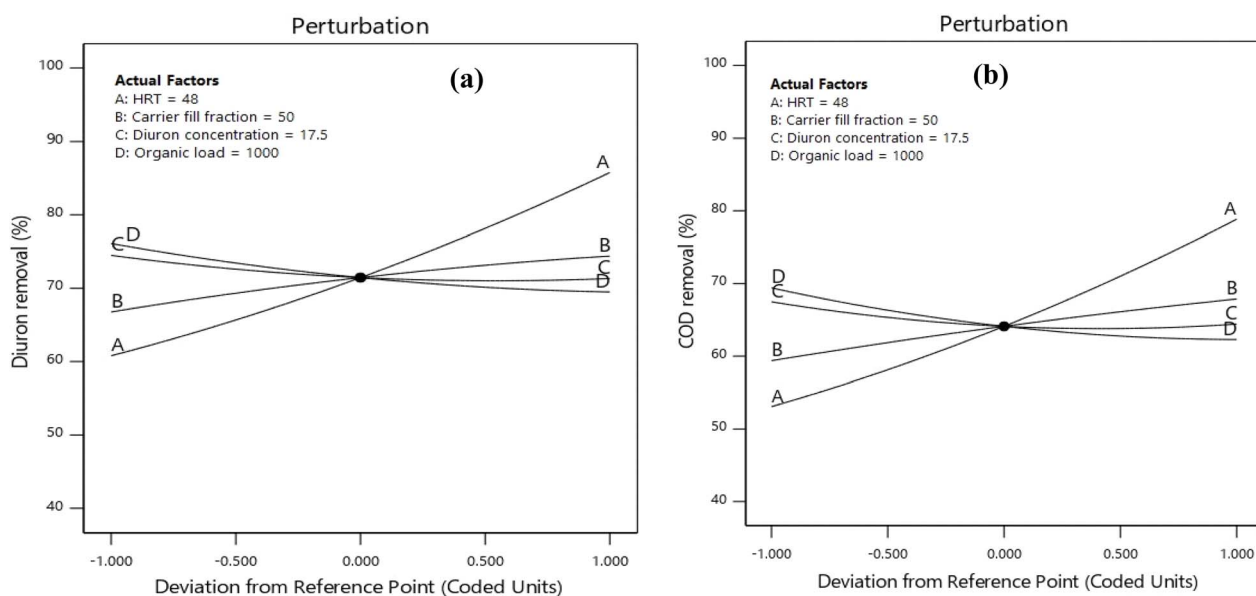 Perturbation
(a)
Actual Factors
A: HRT = 48
B: Carrier fill fraction = 50
C: Diuron concentration = 17.5
D: Organic load = 1000
Diuron removal (%)
100
90
80
70
60
50
40
A
B
C
D
D
C
B
A
-1.000
-0.500
0.000
0.500
1.000
Deviation from Reference Point (Coded Units)
Perturbation
(b)
Actual Factors
A: HRT = 48
B: Carrier fill fraction = 50
C: Diuron concentration = 17.5
D: Organic load = 1000
COD removal (%)
100
90
80
70
60
50
40
A
B
C
D
D
C
B
A
-1.000
-0.500
0.000
0.500
1.000
Deviation from Reference Point (Coded Units)